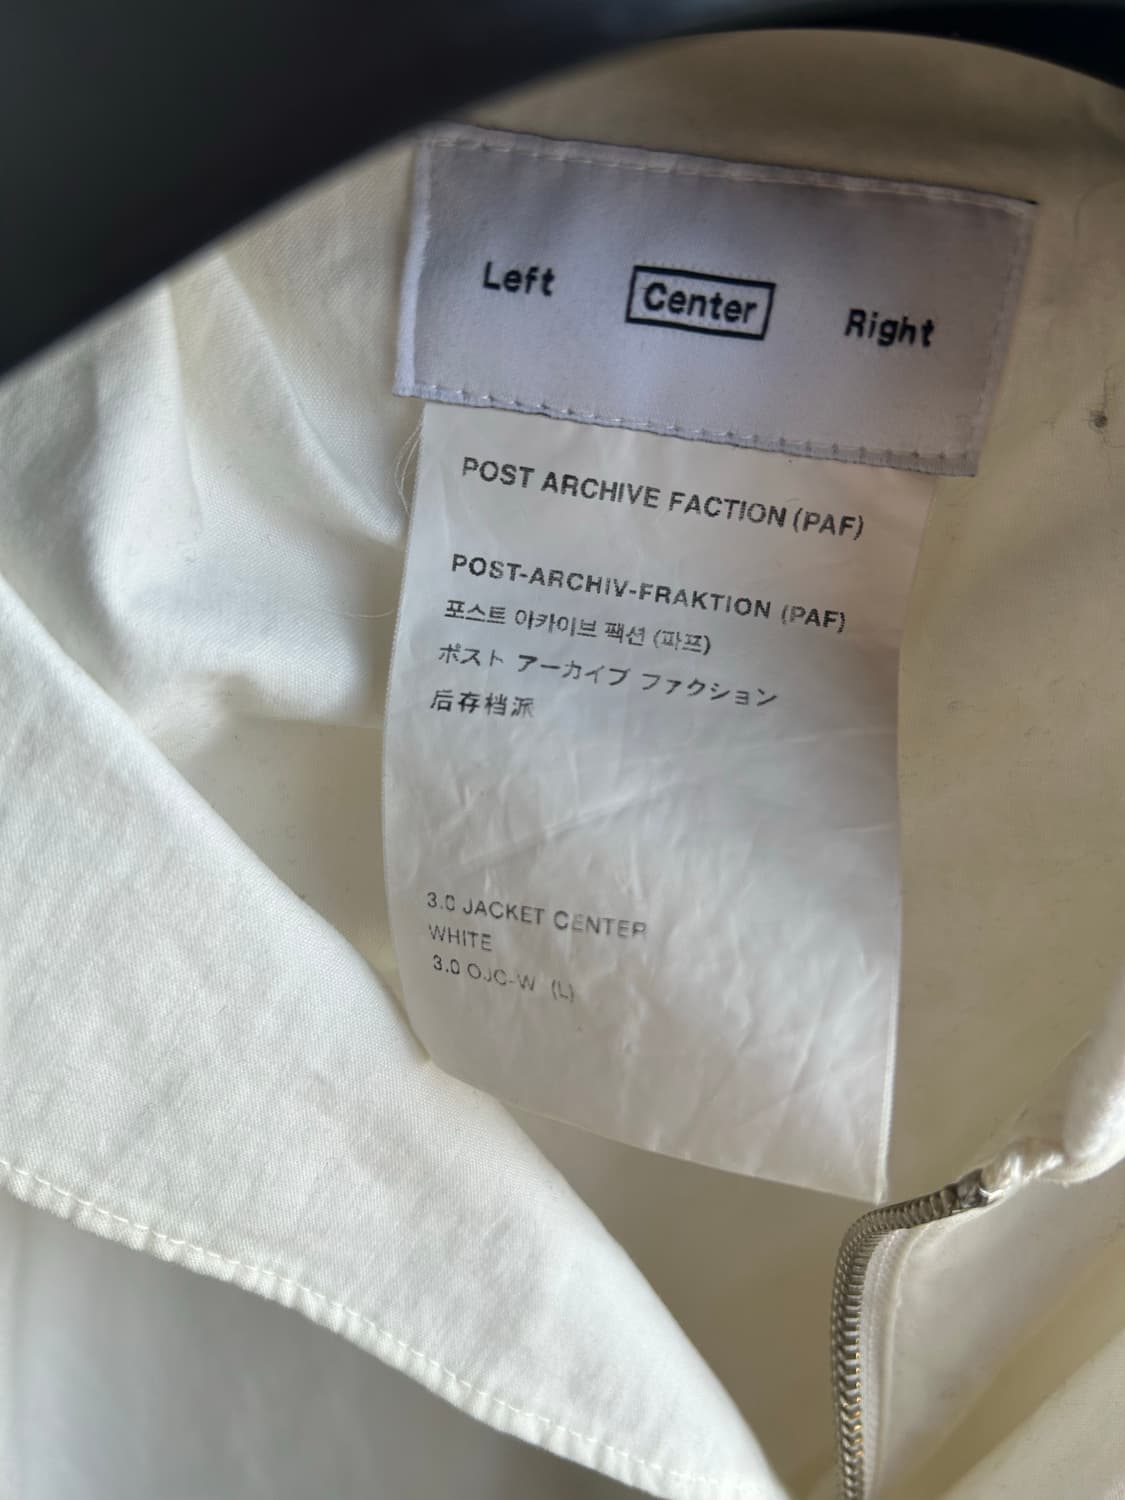 Left Center Right
POST ARCHIVE FACTION (PAF)
POST-ARCHIV-FRAKTION (PAF)
포스트 아카이브 팩션 (파프)
ポスト アーカイブ ファクション
后存档派
3.0 JACKET CENTER
WHITE
3.0 OJC-W (L)